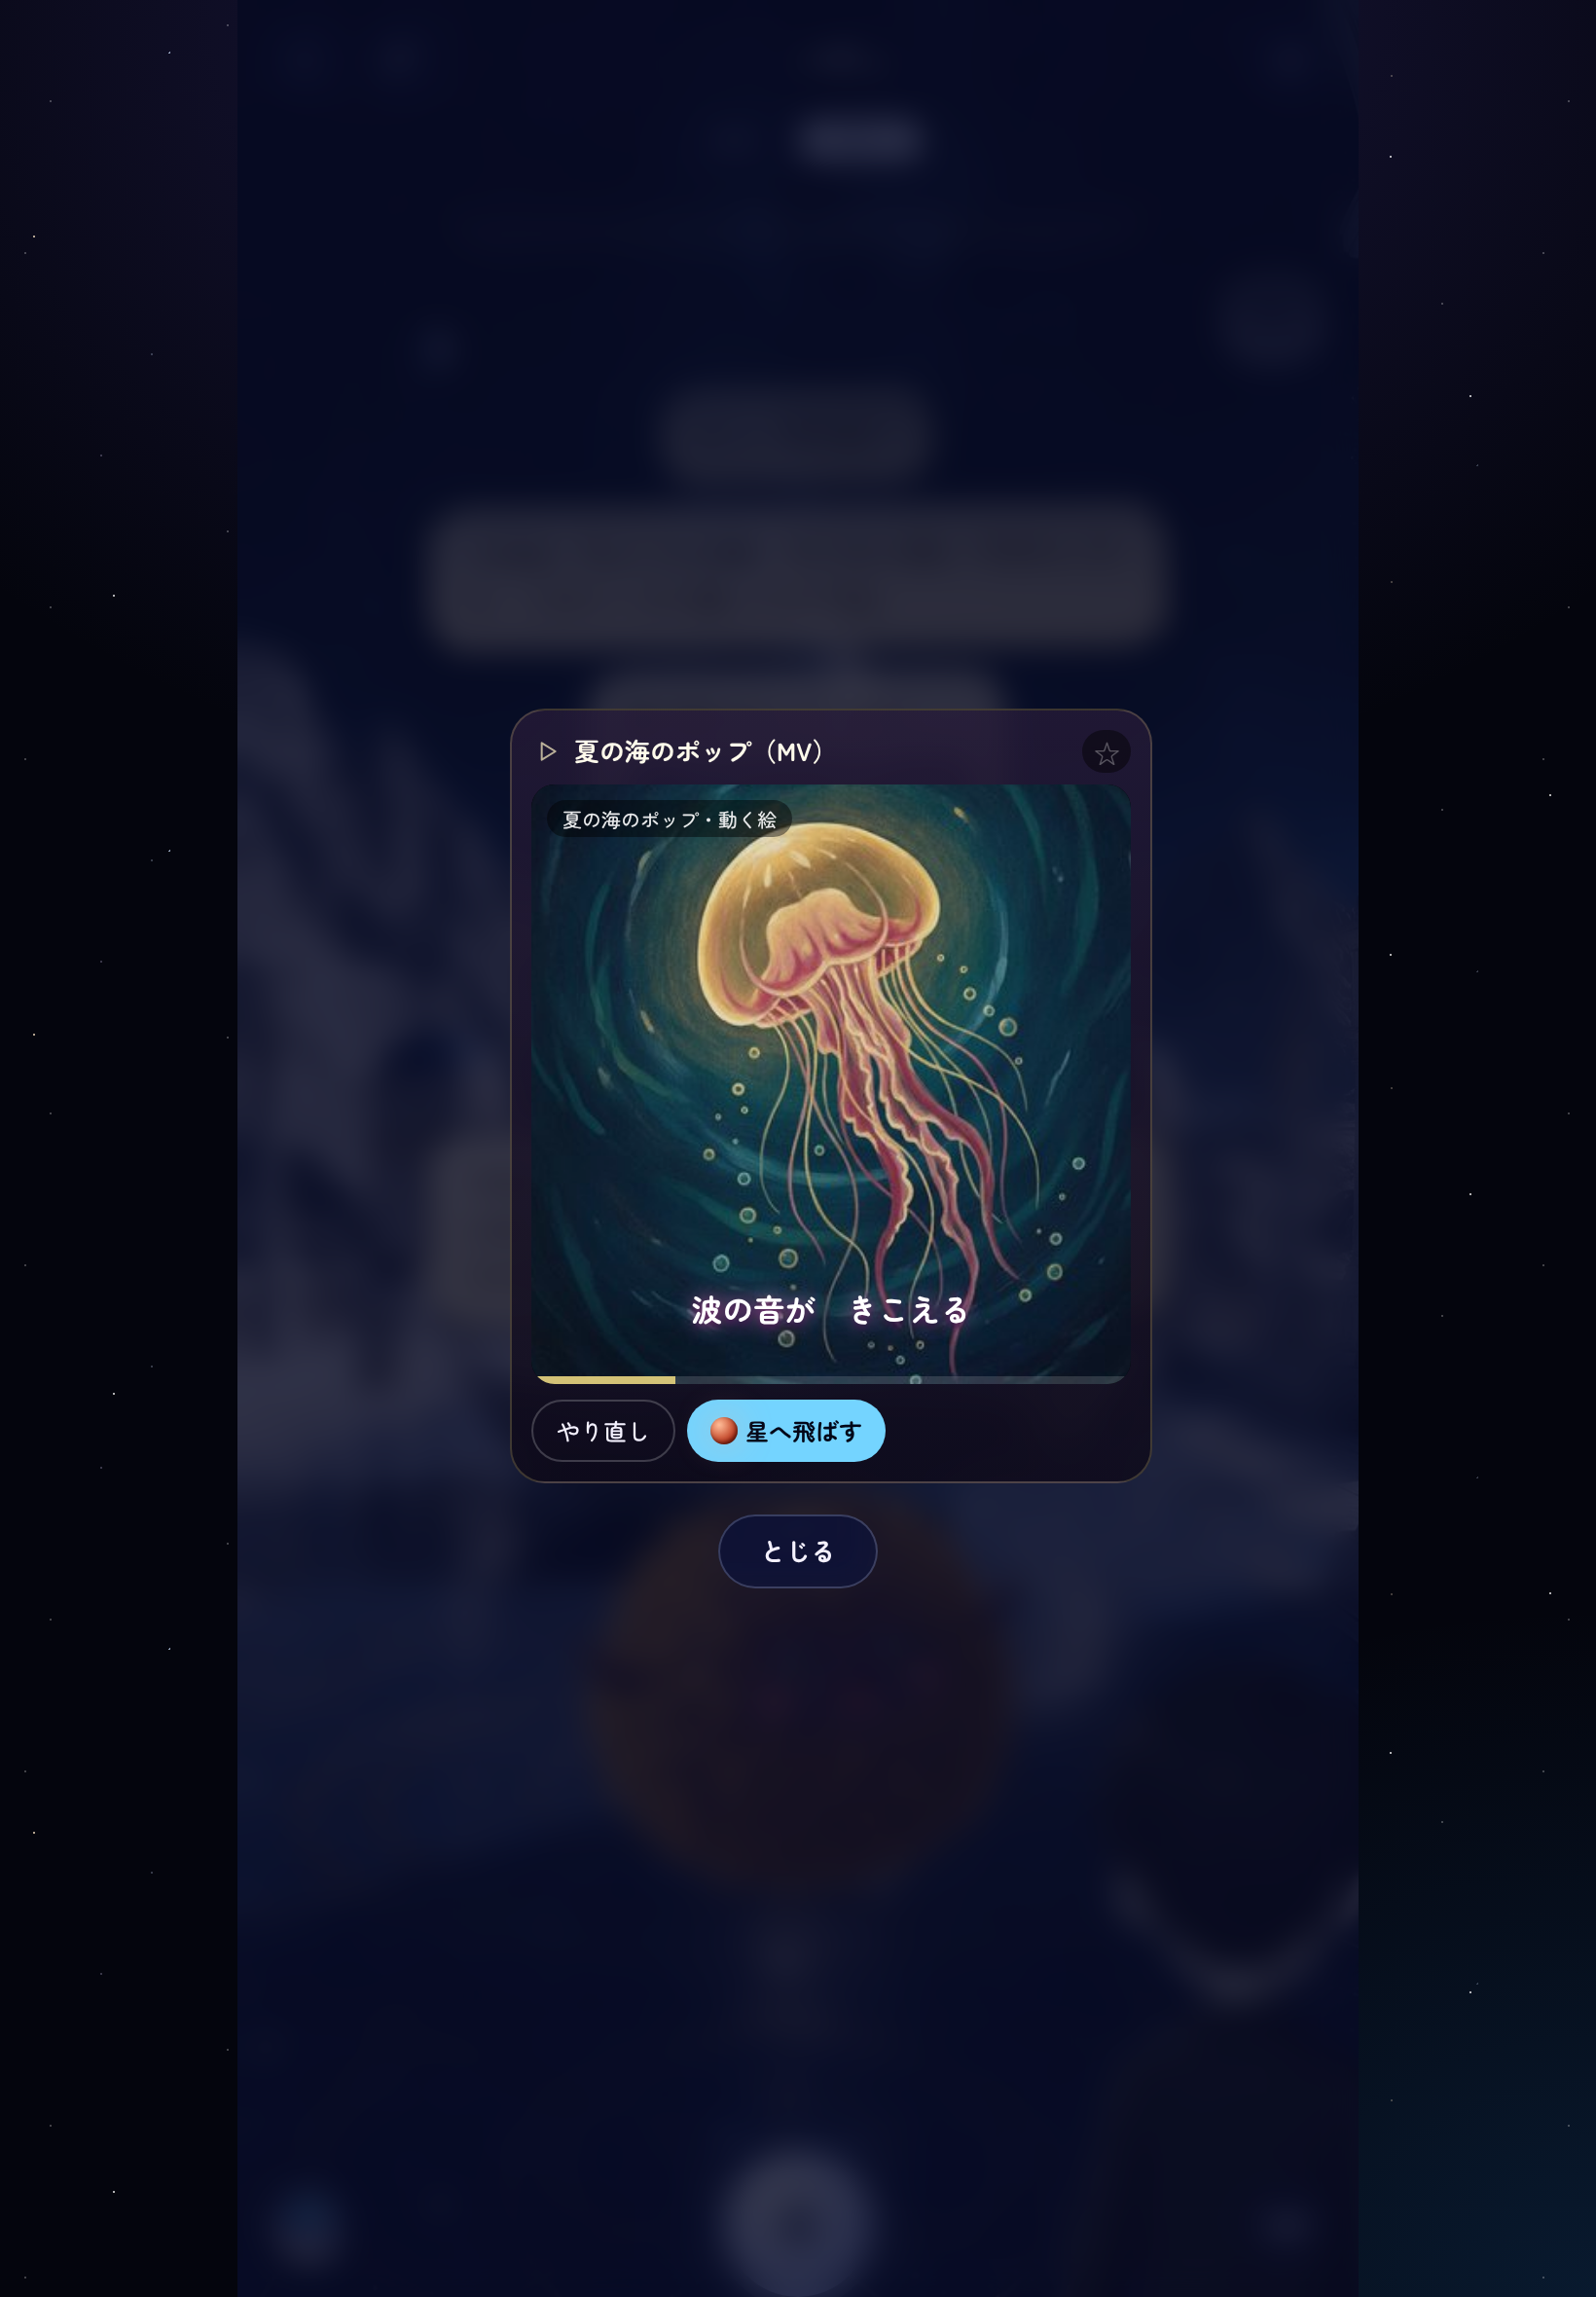 夏の海のポップ（MV）
夏の海のポップ・動く絵
波の音が　きこえる
やり直し
星へ飛ばす
とじる